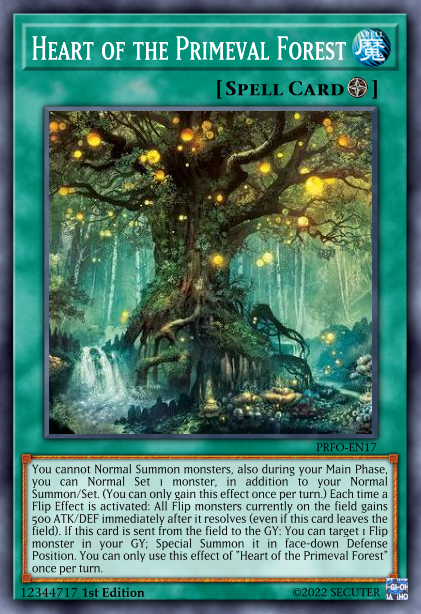 HEART OF THE PRIMEVAL FOREST 魔
[SPELL CARD ]
PRFO-EN17
You cannot Normal Summon monsters, also during your Main Phase,
you can Normal Set 1 monster, in addition to your Normal
Summon/Set. (You can only gain this effect once per turn.) Each time a
Flip Effect is activated: All Flip monsters currently on the field gains
500 ATK/DEF immediately after it resolves (even if this card leaves the
field). If this card is sent from the field to the GY: You can target 1 Flip
monster in your GY; Special Summon it in face-down Defense
Position. You can only use this effect of "Heart of the Primeval Forest"
once per turn.
12344717 1st Edition ©2022 SECUTER